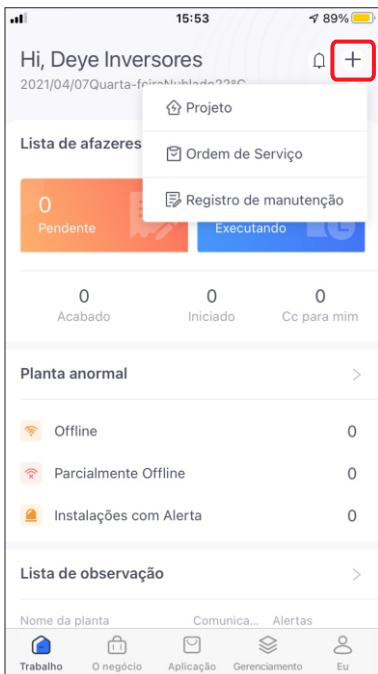 15:53
89%
Hi, Deye Inversores
2021/04/07Quarta-feiraNublado22°C
Projeto
Lista de afazeres
Ordem de Serviço
Registro de manutenção
0
Pendente
Executando
0 0 0
Acabado Iniciado Cc para mim
Planta anormal
Offline 0
Parcialmente Offline 0
Instalações com Alerta 0
Lista de observação
Nome da planta Comunica... Alertas
Trabalho O negócio Aplicação Gerenciamento Eu